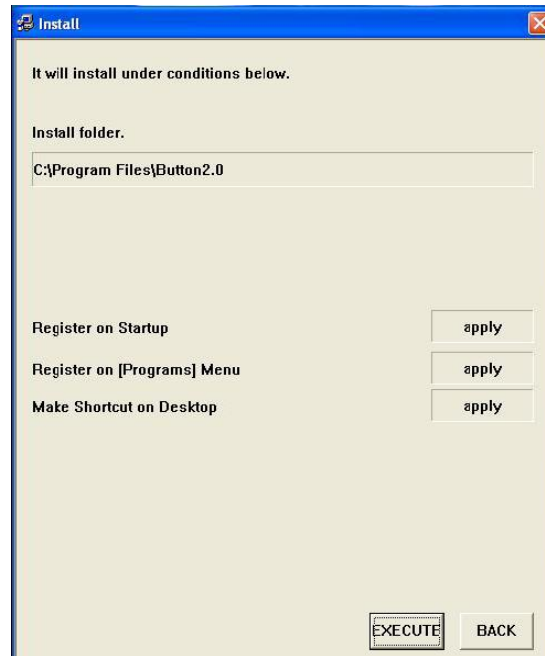 Install
It will install under conditions below.
Install folder.
C:\Program Files\Button2.0
Register on Startup apply
Register on [Programs] Menu apply
Make Shortcut on Desktop apply
EXECUTE BACK